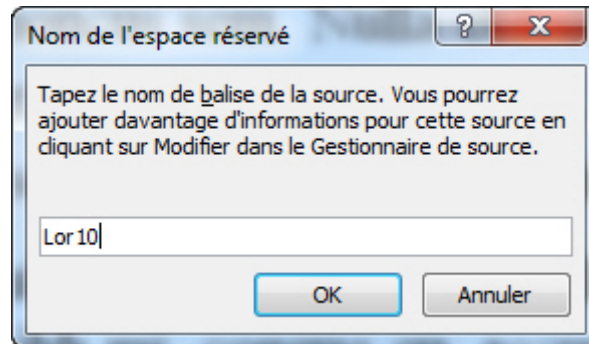 Nom de l'espace réservé
?
Tapez le nom de balise de la source. Vous pourrez
ajouter davantage d'informations pour cette source en
cliquant sur Modifier dans le Gestionnaire de source.
Lor10
OK
Annuler